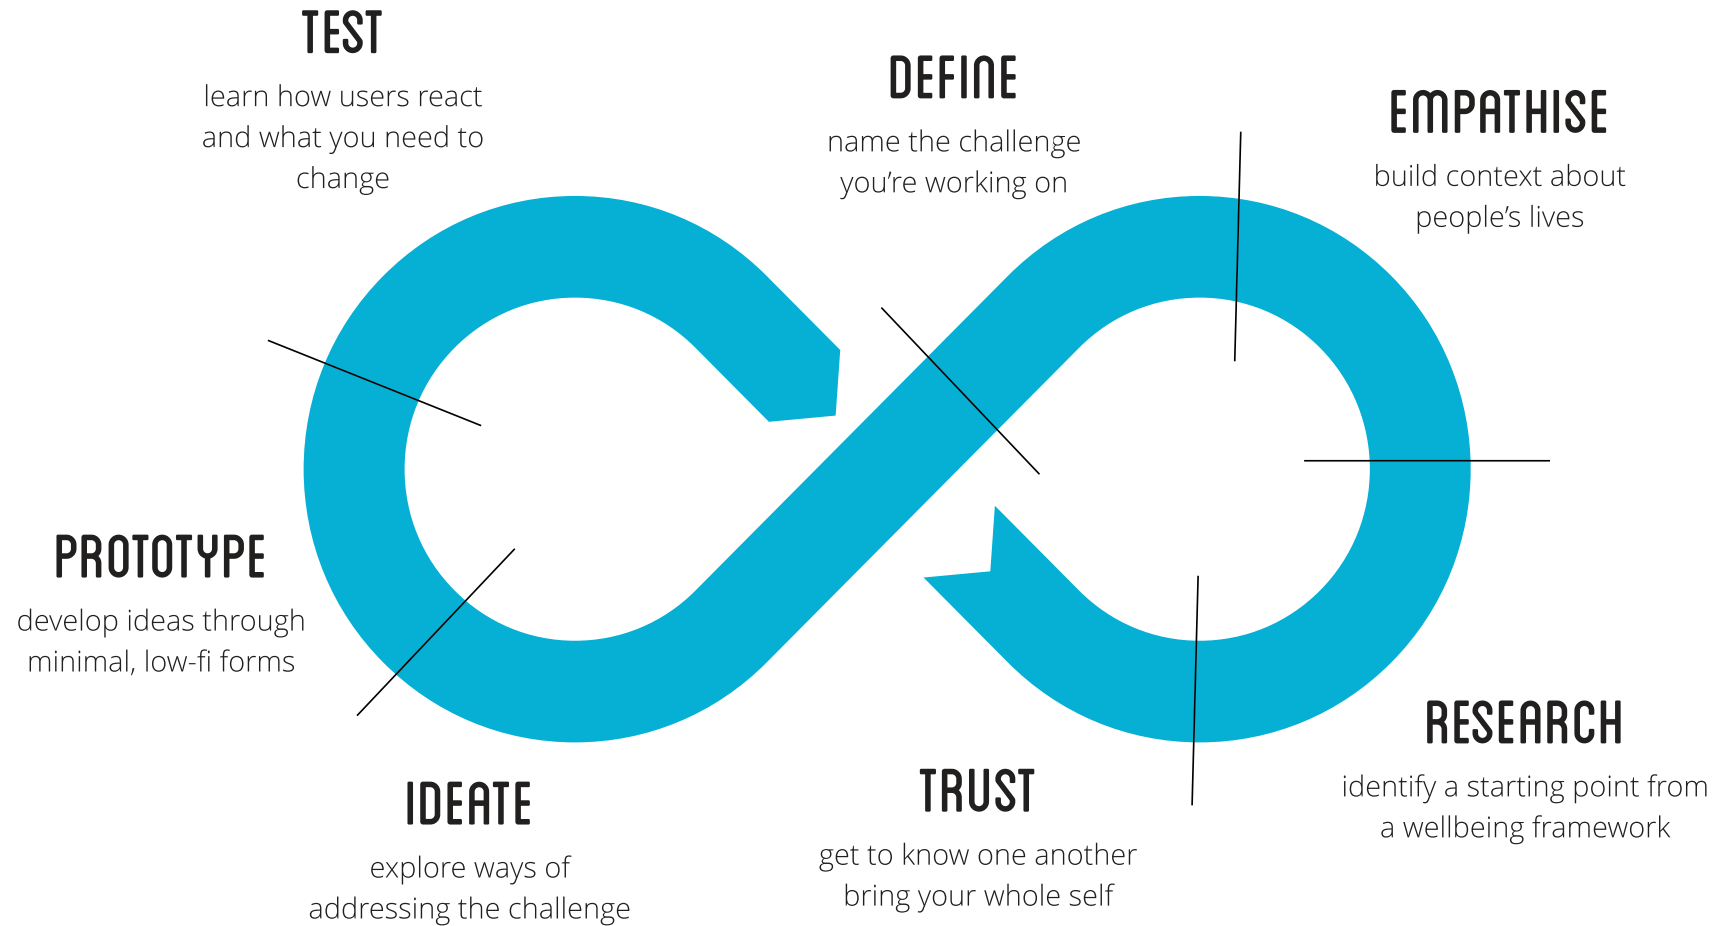 TEST
learn how users react
and what you need to
change
DEFINE
name the challenge
you’re working on
EMPATHISE
build context about
people’s lives
PROTOTYPE
develop ideas through
minimal, low-fi forms
IDEATE
explore ways of
addressing the challenge
TRUST
get to know one another
bring your whole self
RESEARCH
identify a starting point from
a wellbeing framework